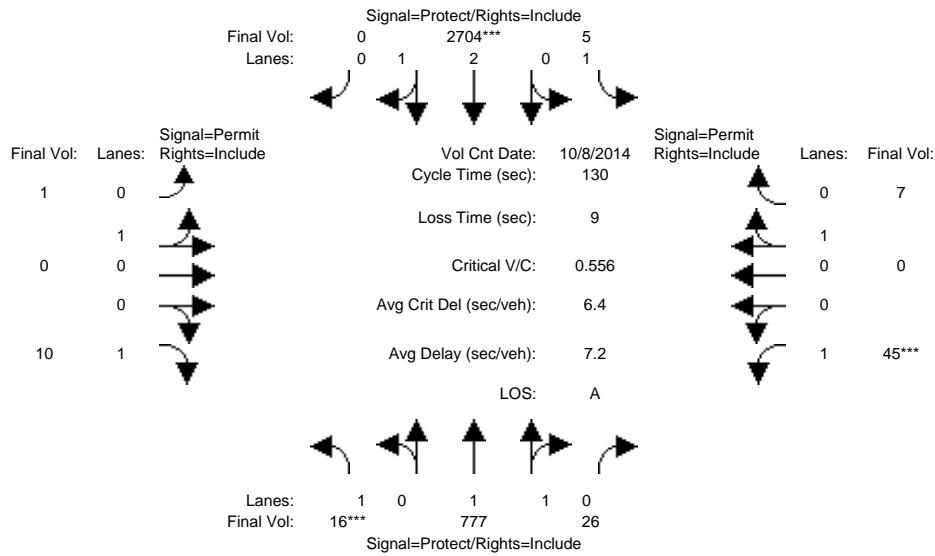 Signal=Protect/Rights=Include
Final Vol: 0 2704*** 5
Lanes: 0 1 2 0 1
Signal=Permit Signal=Permit
Final Vol: Lanes: Rights=Include Vol Cnt Date: 10/8/2014 Rights=Include Lanes: Final Vol:
Cycle Time (sec): 130
1 0 0 7
Loss Time (sec): 9
1 1
0 0 Critical V/C: 0.556 0 0
0 Avg Crit Del (sec/veh): 6.4 0
10 1 Avg Delay (sec/veh): 7.2 1 45***
LOS: A
Lanes: 1 0 1 1 0
Final Vol: 16*** 777 26
Signal=Protect/Rights=Include